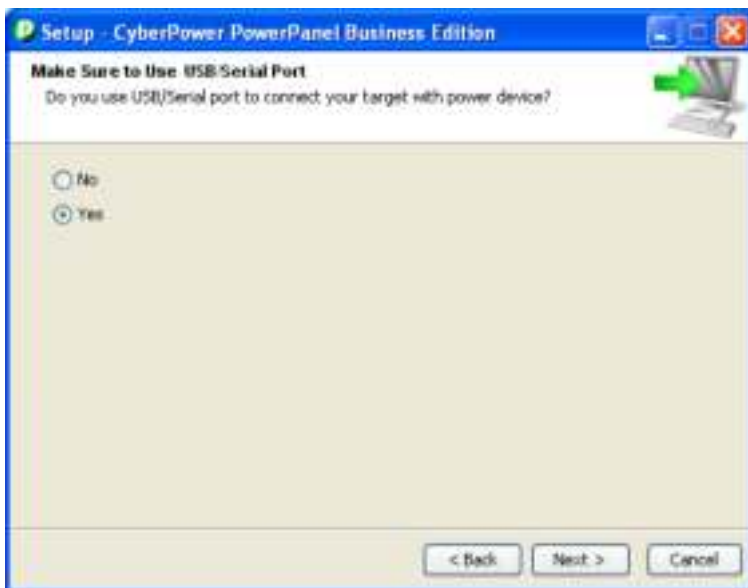 Setup - CyberPower PowerPanel Business Edition
Make Sure to Use USB/Serial Port
Do you use USB/Serial port to connect your target with power device?
No
Yes
< Back Next > Cancel